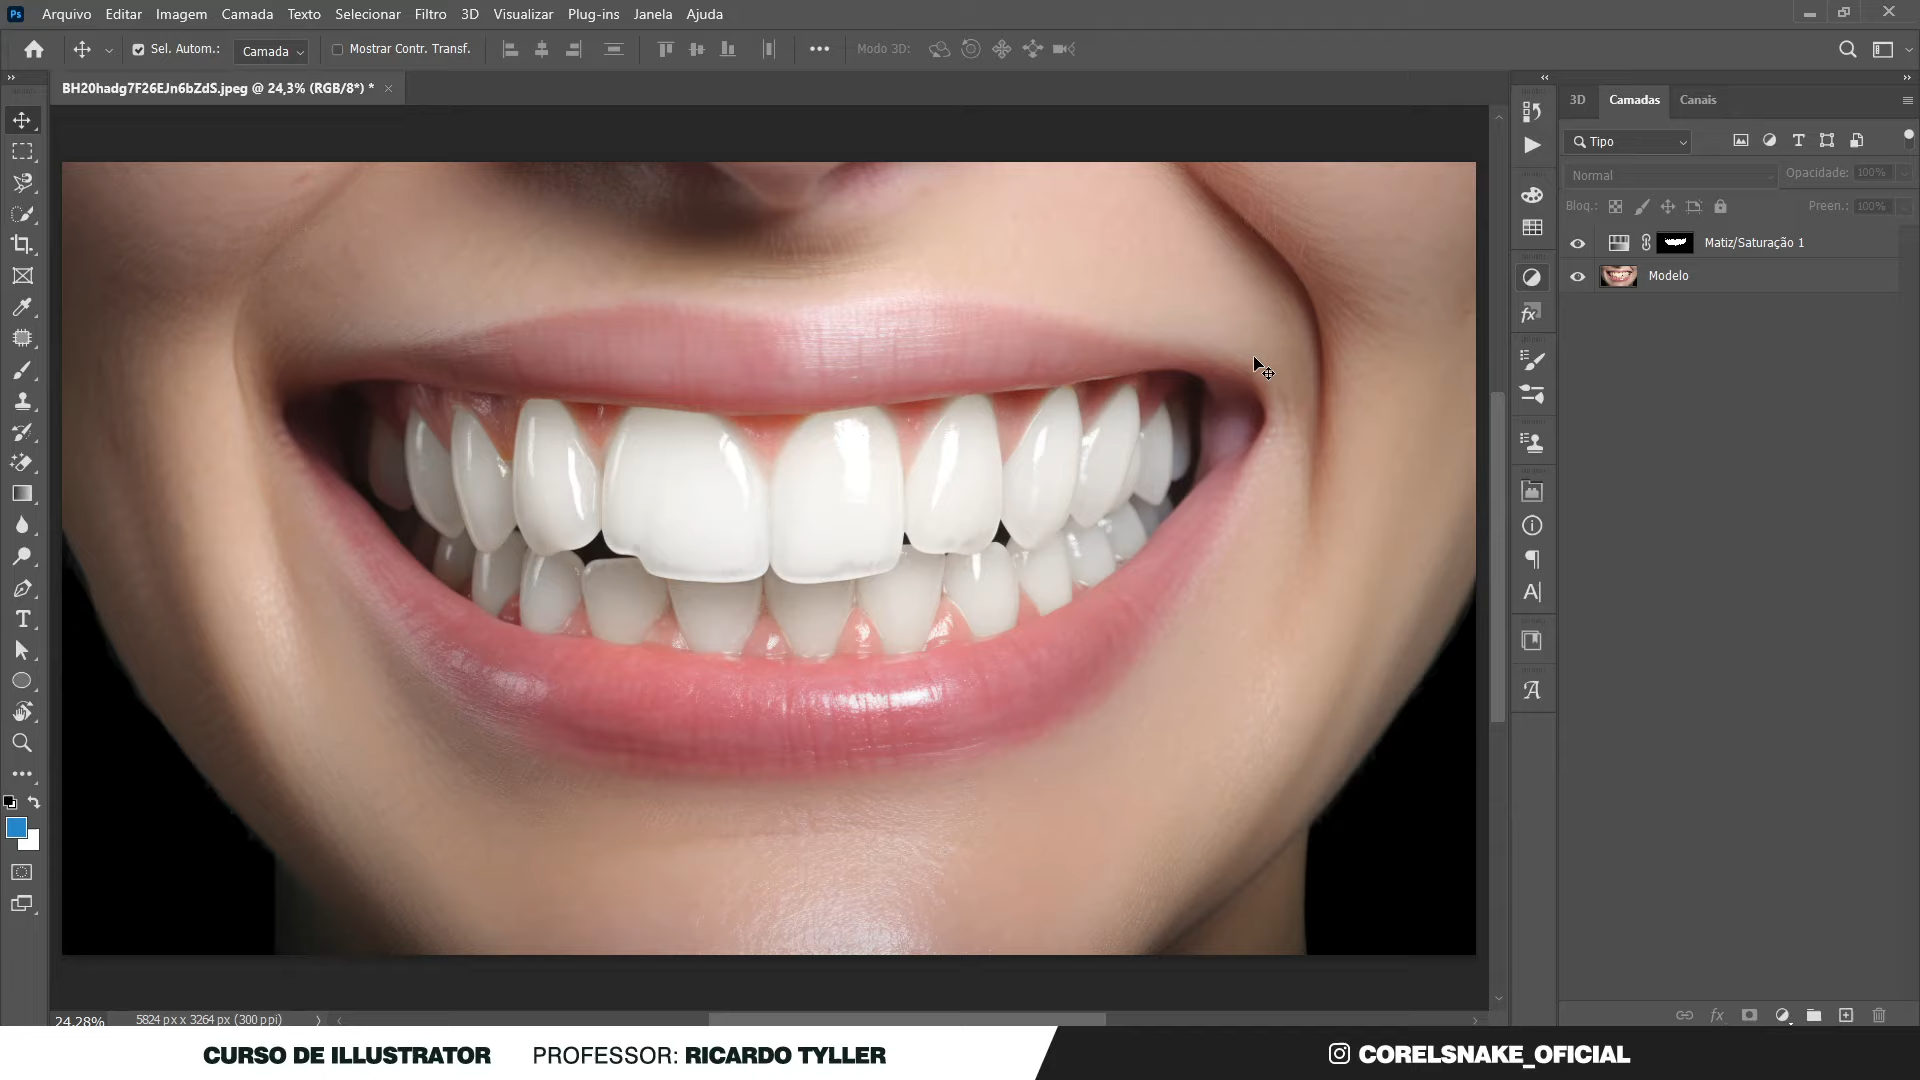 Ps Arquivo Editar Imagem Camada Texto Selecionar Filtro 3D Visualizar Plug-ins Janela Ajuda
Sel. Autom.: Camada Mostrar Contr. Transf. Modo 3D:
BH20hadg7F26EJn6bZdS.jpeg @ 24,3% (RGB/8*) *
3D Camadas Canais
Tipo
Normal Opacidade: 100%
Bloq.: Preen.: 100%
Matiz/Saturação 1
Modelo
24,28% 5824 px x 3264 px (300 ppi)
CURSO DE ILLUSTRATOR PROFESSOR: RICARDO TYLLER
CORELSNAKE_OFICIAL